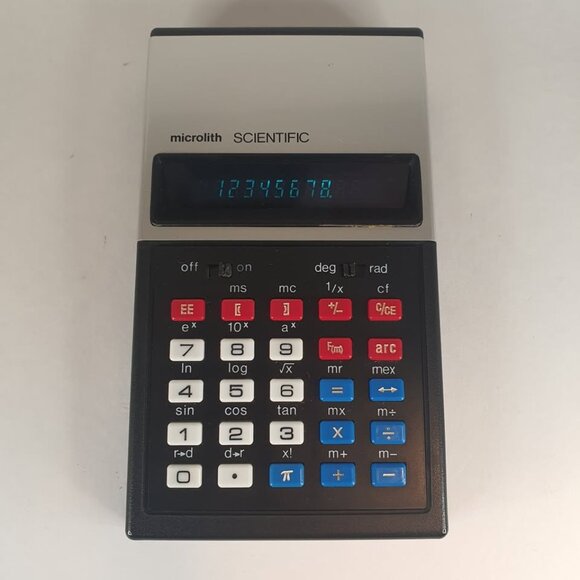 microlith SCIENTIFIC
12345678.
off on deg rad
ms mc 1/x cf
EE [( )] +/− C/CE
eˣ 10ˣ aˣ
7 8 9 F(m) arc
ln log √x mr mex
4 5 6 = ↔
sin cos tan mx m÷
1 2 3 X ÷
r→d d→r x! m+ m−
0 • π + −